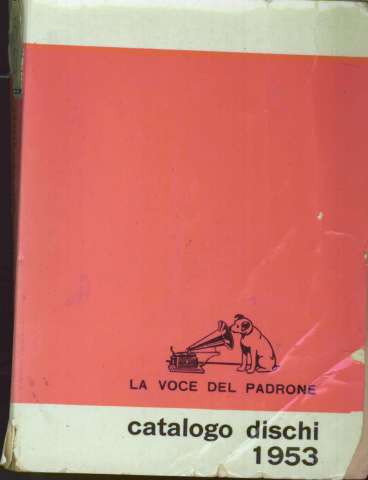 LA VOCE DEL PADRONE
catalogo dischi
1953